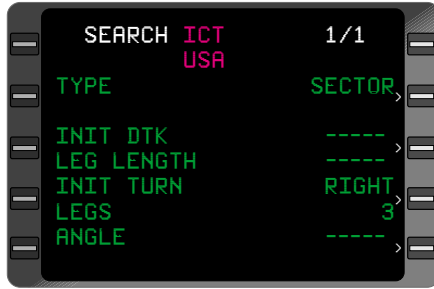 SEARCH ICT 1/1
USA
TYPE SECTOR
INIT DTK -----
LEG LENGTH -----
INIT TURN RIGHT
LEGS 3
ANGLE -----